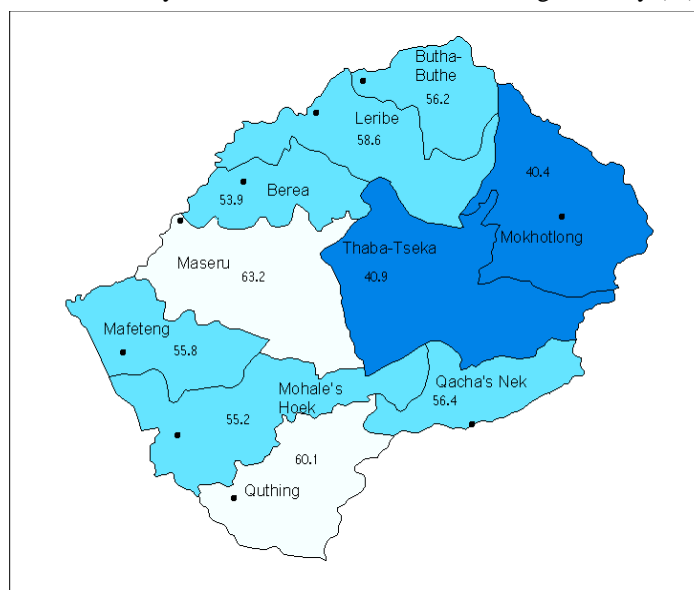 Butha-
Buthe
56.2
Leribe
58.6
40.4
Berea
53.9
Mokhotlong
Thaba-Tseka
40.9
Maseru
63.2
Mafeteng
55.8
Qacha's Nek
56.4
Mohale's
Hoek
55.2
60.1
Quthing